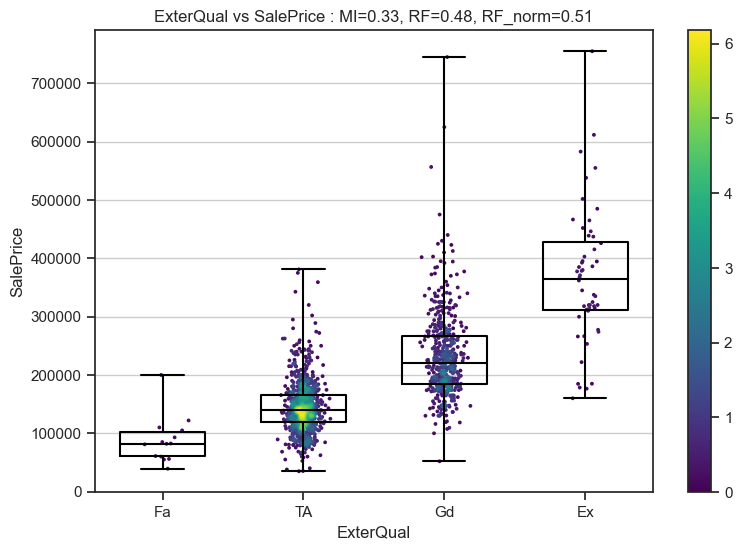 ExterQual vs SalePrice : MI=0.33, RF=0.48, RF_norm=0.51
SalePrice
700000
600000
500000
400000
300000
200000
100000
0
Fa
TA
Gd
Ex
ExterQual
6
5
4
3
2
1
0